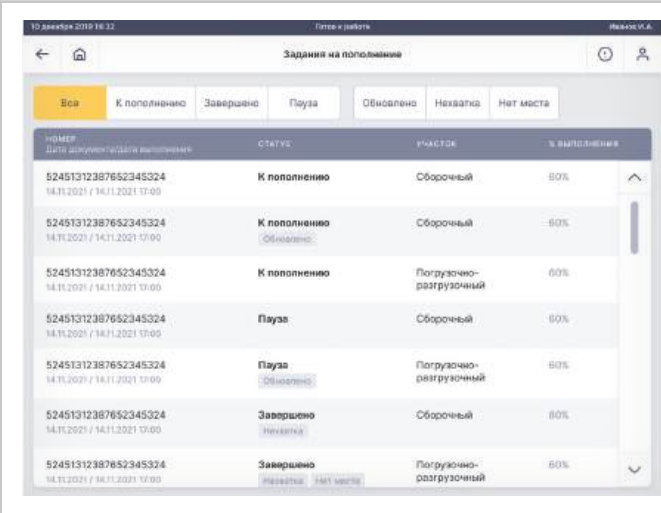 10 декабря 2019 16:32
Готов к работе
Иванов И.А.
Задания на пополнение
Все
К пополнению
Завершено
Пауза
Обновлено
Нехватка
Нет места
НОМЕР
Дата документа/дата выполнения
СТАТУС
УЧАСТОК
% ВЫПОЛНЕНИЯ
52451312387652345324
14.11.2021 / 14.11.2021 17:00
К пополнению
Сборочный
60%
52451312387652345324
14.11.2021 / 14.11.2021 17:00
К пополнению
Обновлено
Сборочный
60%
52451312387652345324
14.11.2021 / 14.11.2021 17:00
К пополнению
Погрузочно-
разгрузочный
60%
52451312387652345324
14.11.2021 / 14.11.2021 17:00
Пауза
Сборочный
60%
52451312387652345324
14.11.2021 / 14.11.2021 17:00
Пауза
Обновлено
Погрузочно-
разгрузочный
60%
52451312387652345324
14.11.2021 / 14.11.2021 17:00
Завершено
Нехватка
Сборочный
60%
52451312387652345324
14.11.2021 / 14.11.2021 17:00
Завершено
Нехватка
Нет места
Погрузочно-
разгрузочный
60%